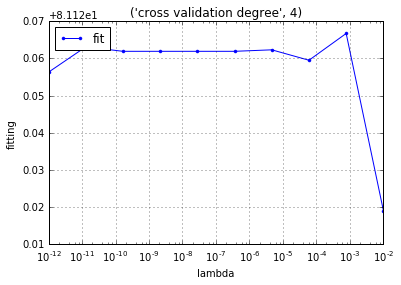 +8.112e1
('cross validation degree', 4)
0.07
fit
0.06
0.05
0.04
0.03
0.02
0.01
fitting
10^-12 10^-11 10^-10 10^-9 10^-8 10^-7 10^-6 10^-5 10^-4 10^-3 10^-2
lambda